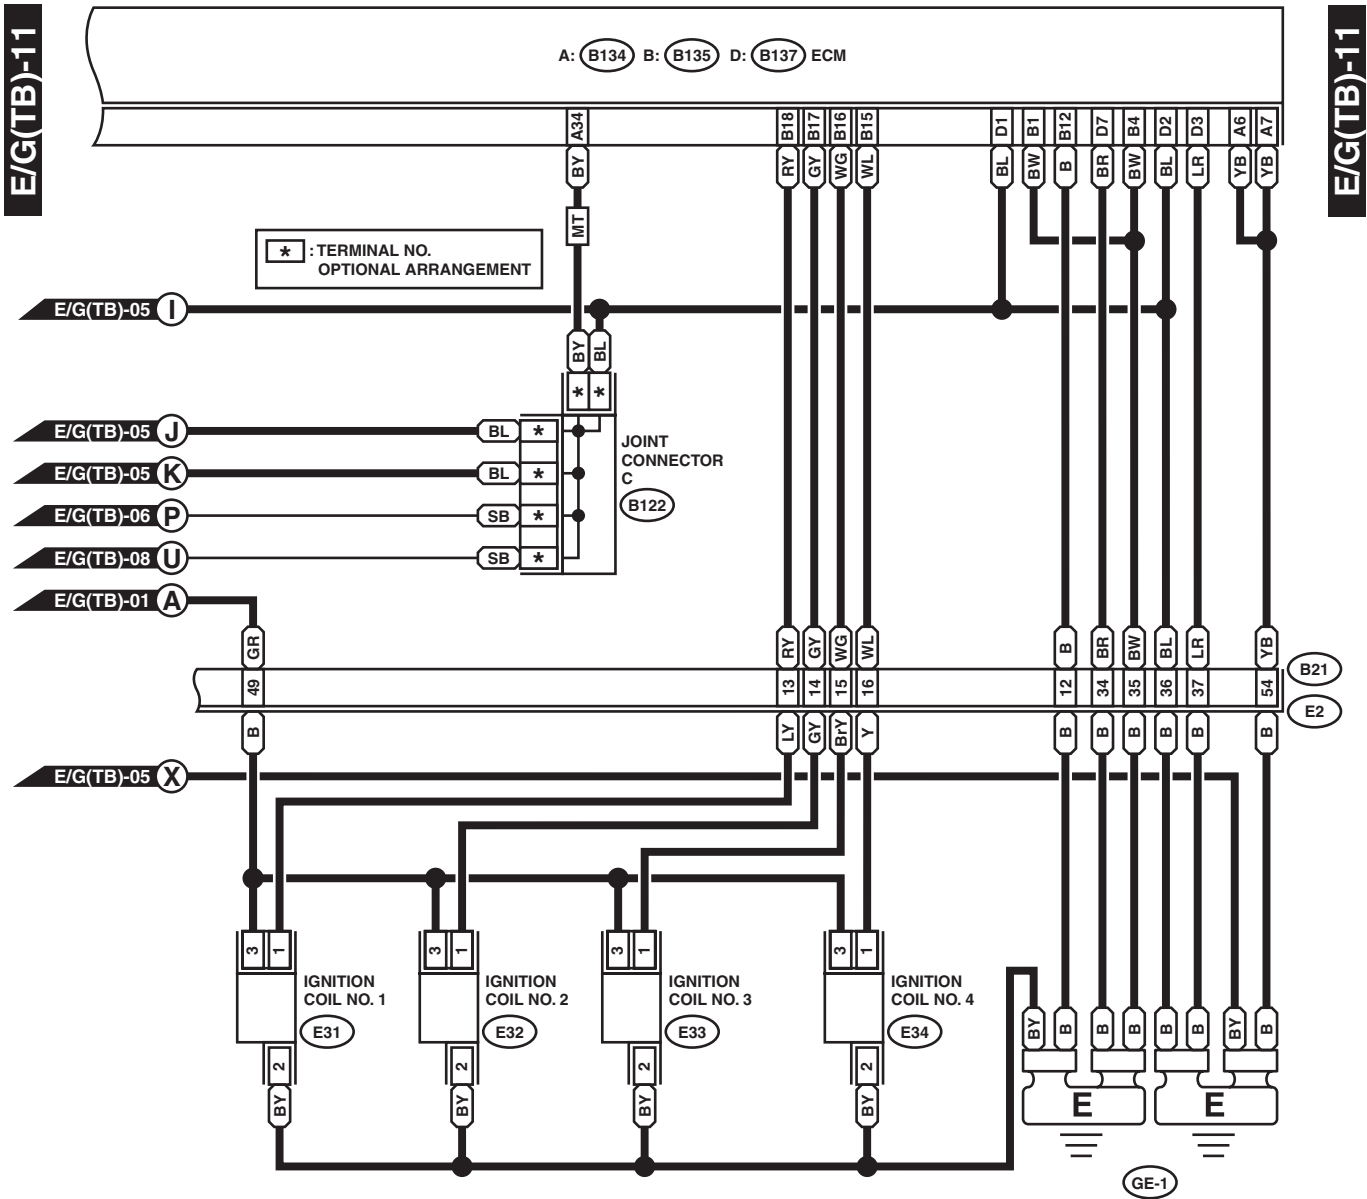 E/G(TB)-11
E/G(TB)-11
A: B134 B: B135 D: B137 ECM
A34 B18 B17 B16 B15 D1 B1 B12 D7 B4 D2 D3 A6 A7
BY RY GY WG WL BL BW B BR BW BL LR YB YB
MT
* : TERMINAL NO.
OPTIONAL ARRANGEMENT
E/G(TB)-05 I
BY BL
* *
E/G(TB)-05 J BL *
JOINT
CONNECTOR
C
B122
E/G(TB)-05 K BL *
E/G(TB)-06 P SB *
E/G(TB)-08 U SB *
E/G(TB)-01 A
GR RY GY WG WL B BR BW BL LR YB
B21
49 13 14 15 16 12 34 35 36 37 54
E2
B LY GY BrY Y B B B B B B
E/G(TB)-05 X
3 1 3 1 3 1 3 1
IGNITION
COIL NO. 1
E31
IGNITION
COIL NO. 2
E32
IGNITION
COIL NO. 3
E33
IGNITION
COIL NO. 4
E34
BY B B B B B BY B
2 2 2 2
BY BY BY BY
E E
GE-1